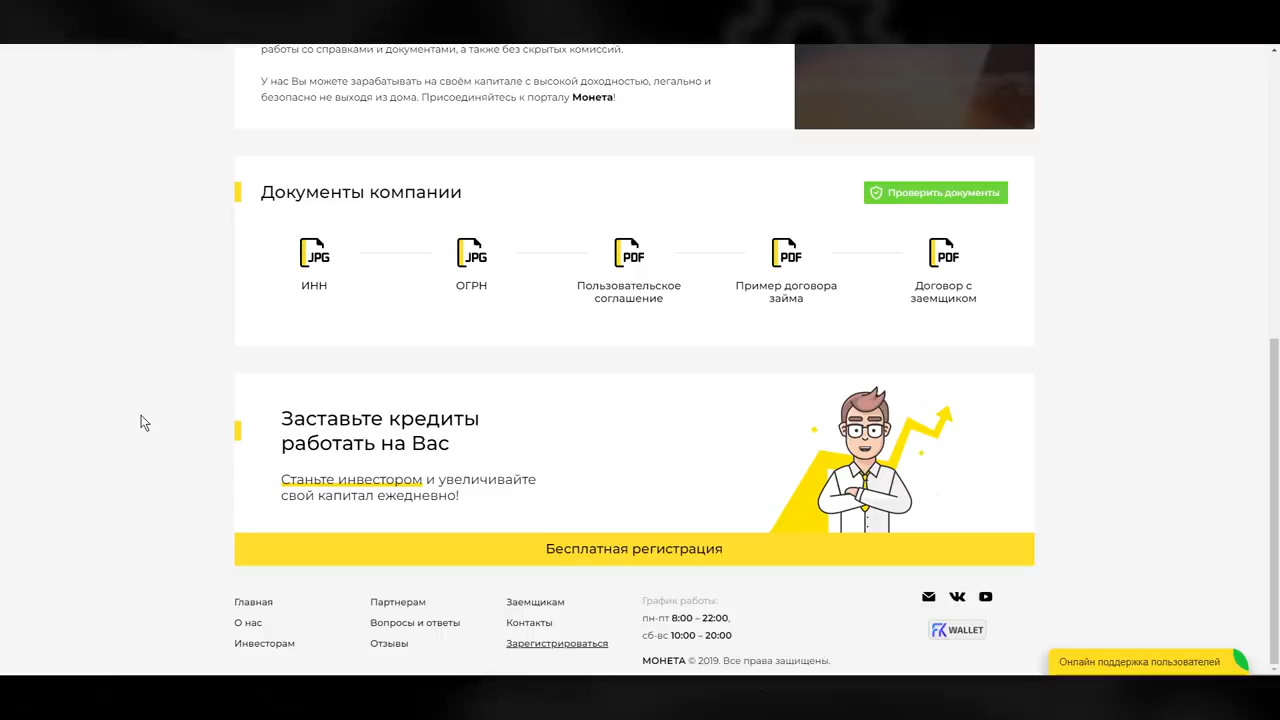 работы со справками и документами, а также без скрытых комиссий.
У нас Вы можете зарабатывать на своём капитале с высокой доходностью, легально и
безопасно не выходя из дома. Присоединяйтесь к порталу Монета!
Документы компании
Проверить документы
JPG
JPG
PDF
PDF
PDF
ИНН
ОГРН
Пользовательское
соглашение
Пример договора
займа
Договор с
заемщиком
Заставьте кредиты
работать на Вас
Станьте инвестором и увеличивайте
свой капитал ежедневно!
Бесплатная регистрация
Главная
О нас
Инвесторам
Партнерам
Вопросы и ответы
Отзывы
Заемщикам
Контакты
Зарегистрироваться
График работы:
пн-пт 8:00 – 22:00,
сб-вс 10:00 – 20:00
МОНЕТА © 2019. Все права защищены.
FK WALLET
Онлайн поддержка пользователей